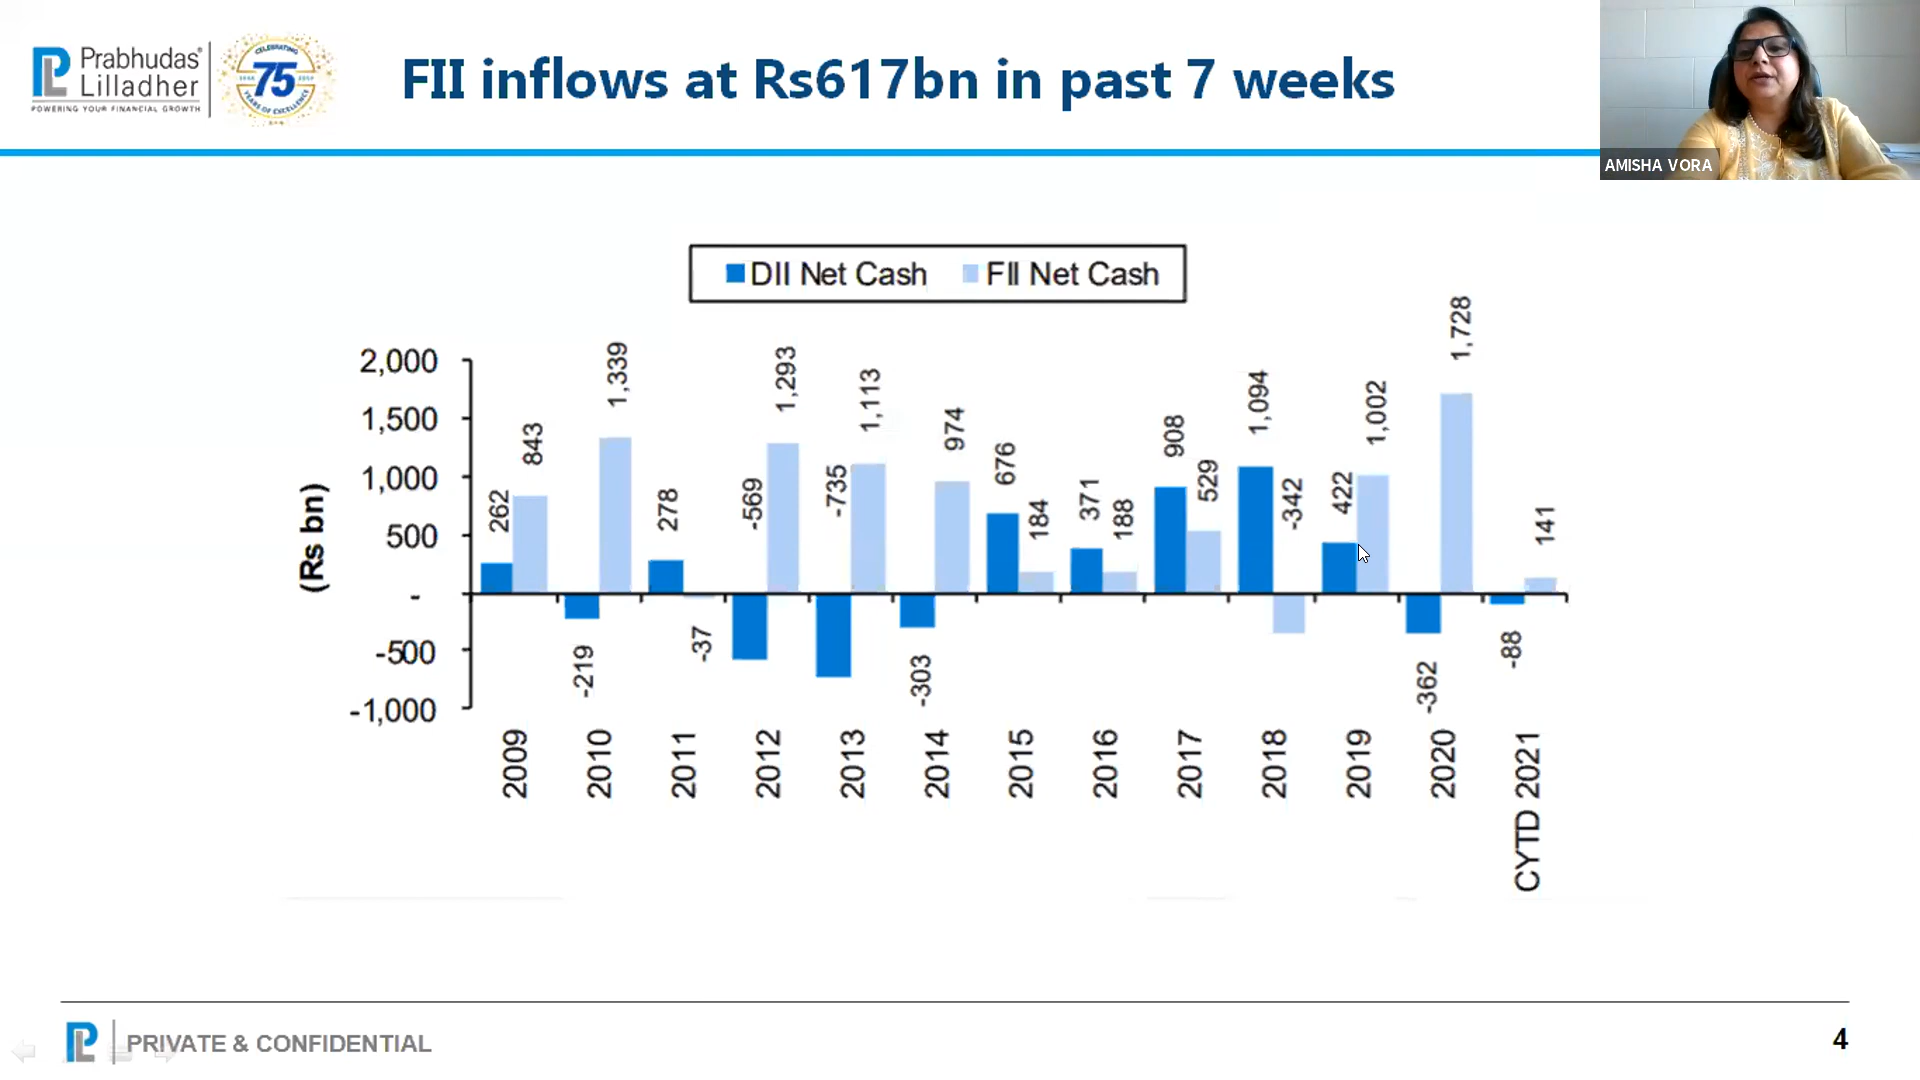 Prabhudas
Lilladher
POWERING YOUR FINANCIAL GROWTH
CELEBRATING
75
YEARS OF EXCELLENCE
FII inflows at Rs617bn in past 7 weeks
AMISHA VORA
DII Net Cash FII Net Cash
(Rs bn)
2,000
1,500
1,000
500
-
-500
-1,000
262 843
-219 1,339
278 -37
-569 1,293
-735 1,113
-303 974
676 184
371 188
908 529
1,094 -342
422 1,002
-362 1,728
-88 141
2009 2010 2011 2012 2013 2014 2015 2016 2017 2018 2019 2020 CYTD 2021
PRIVATE & CONFIDENTIAL
4